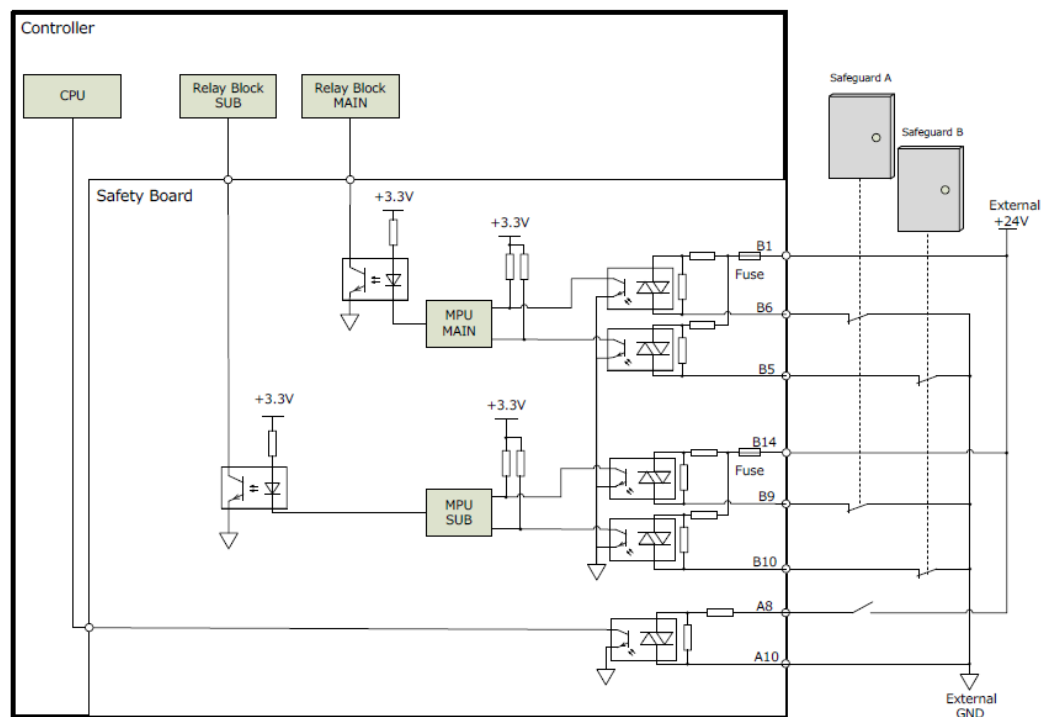 Controller
CPU
Relay Block
SUB
Relay Block
MAIN
Safeguard A
Safeguard B
Safety Board
External
+24V
+3.3V
+3.3V
B1
Fuse
B6
MPU
MAIN
B5
+3.3V
+3.3V
B14
Fuse
B9
MPU
SUB
B10
A8
A10
External
GND